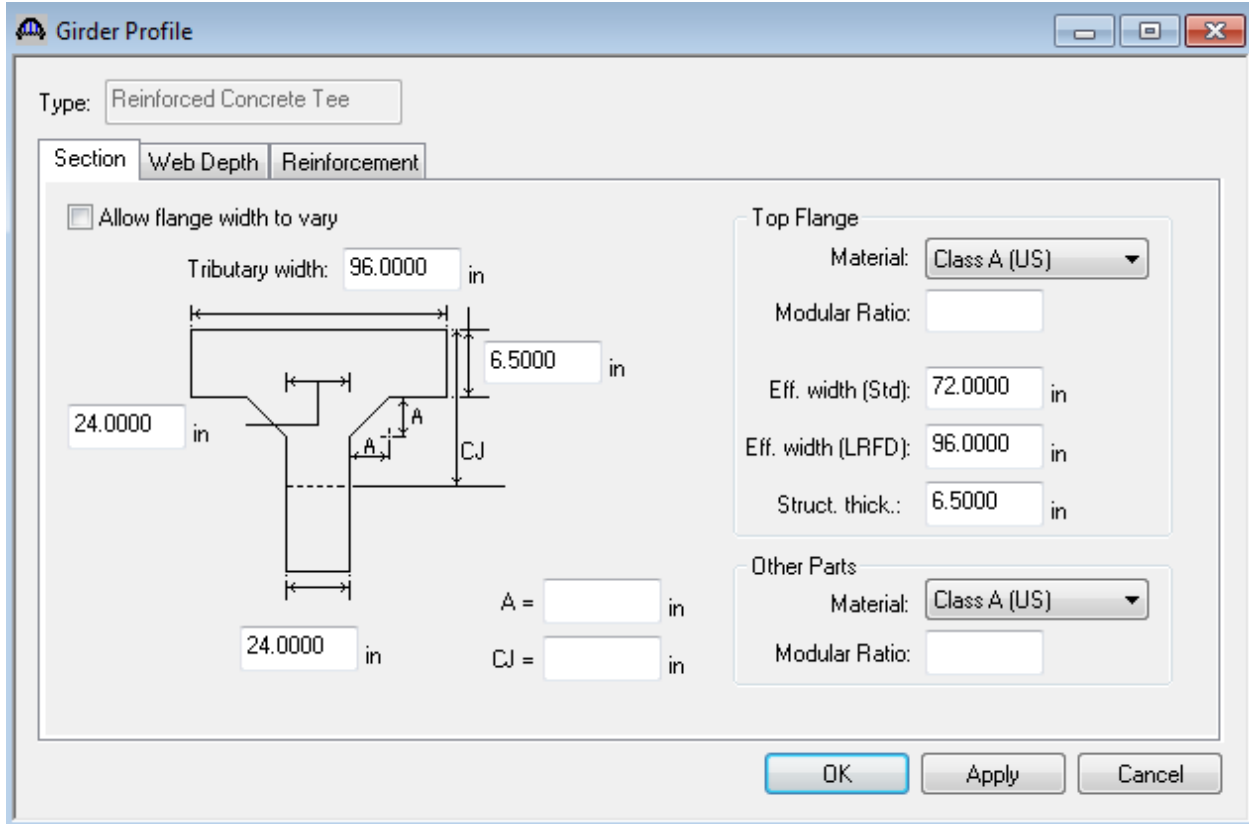 Girder Profile
Type: Reinforced Concrete Tee
Section Web Depth Reinforcement
Allow flange width to vary
Tributary width: 96.0000 in
6.5000 in
24.0000 in
A
A
CJ
24.0000 in
A = in
CJ = in
Top Flange
Material: Class A (US)
Modular Ratio:
Eff. width (Std): 72.0000 in
Eff. width (LRFD): 96.0000 in
Struct. thick.: 6.5000 in
Other Parts
Material: Class A (US)
Modular Ratio:
OK Apply Cancel